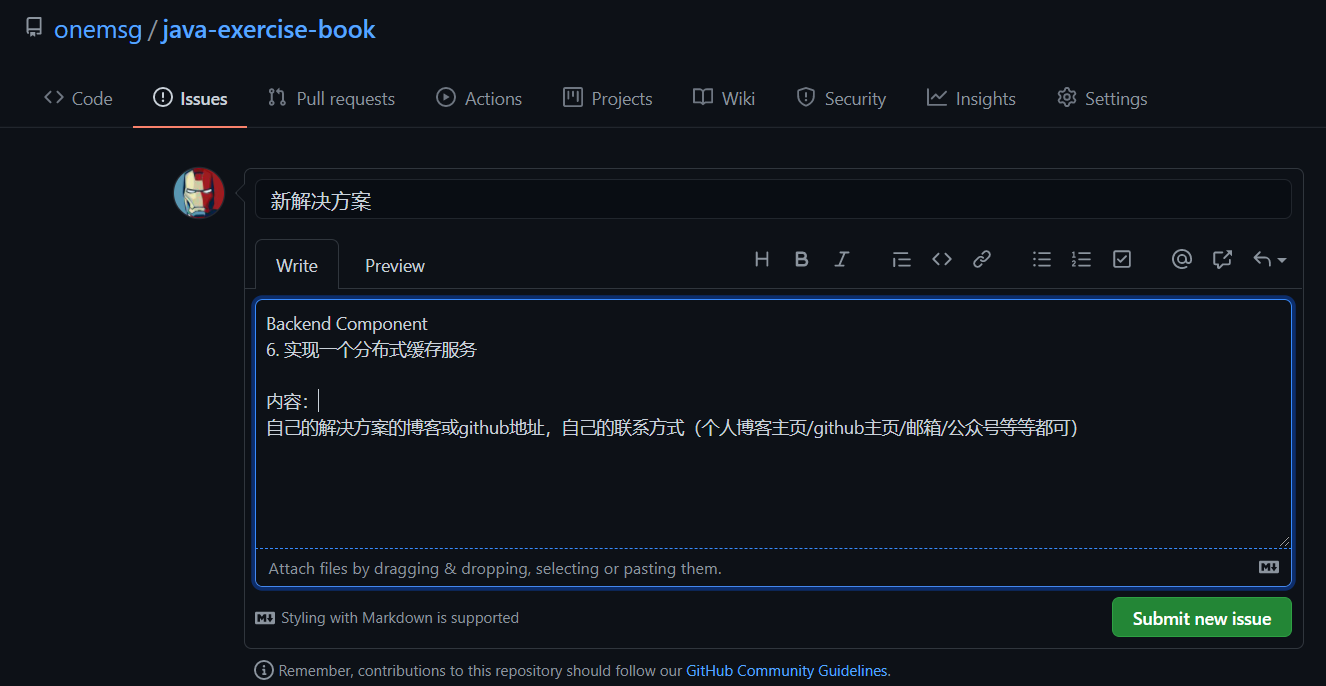 onemsg / java-exercise-book
Code Issues Pull requests Actions Projects Wiki Security Insights Settings
新解决方案
Write Preview
Backend Component
6. 实现一个分布式缓存服务
内容：
自己的解决方案的博客或github地址，自己的联系方式（个人博客主页/github主页/邮箱/公众号等等都可）
Attach files by dragging & dropping, selecting or pasting them.
Styling with Markdown is supported
Submit new issue
Remember, contributions to this repository should follow our GitHub Community Guidelines.